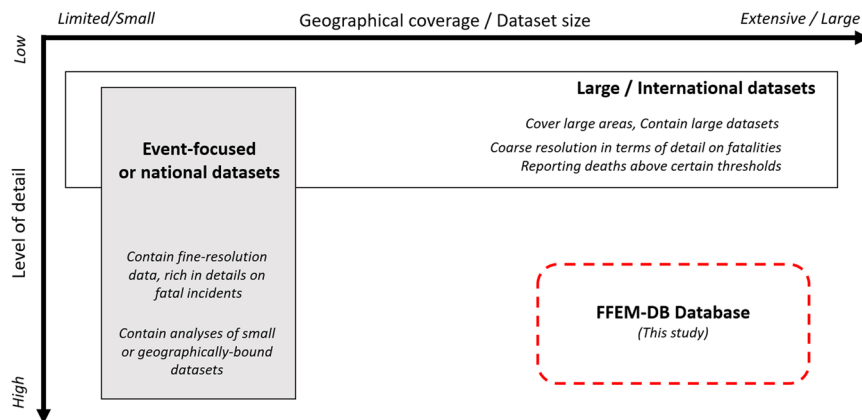 Limited/Small
Geographical coverage / Dataset size
Extensive / Large
Low
Level of detail
High
Large / International datasets
Cover large areas, Contain large datasets
Coarse resolution in terms of detail on fatalities
Reporting deaths above certain thresholds
Event-focused
or national datasets
Contain fine-resolution
data, rich in details on
fatal incidents
Contain analyses of small
or geographically-bound
datasets
FFEM-DB Database
(This study)